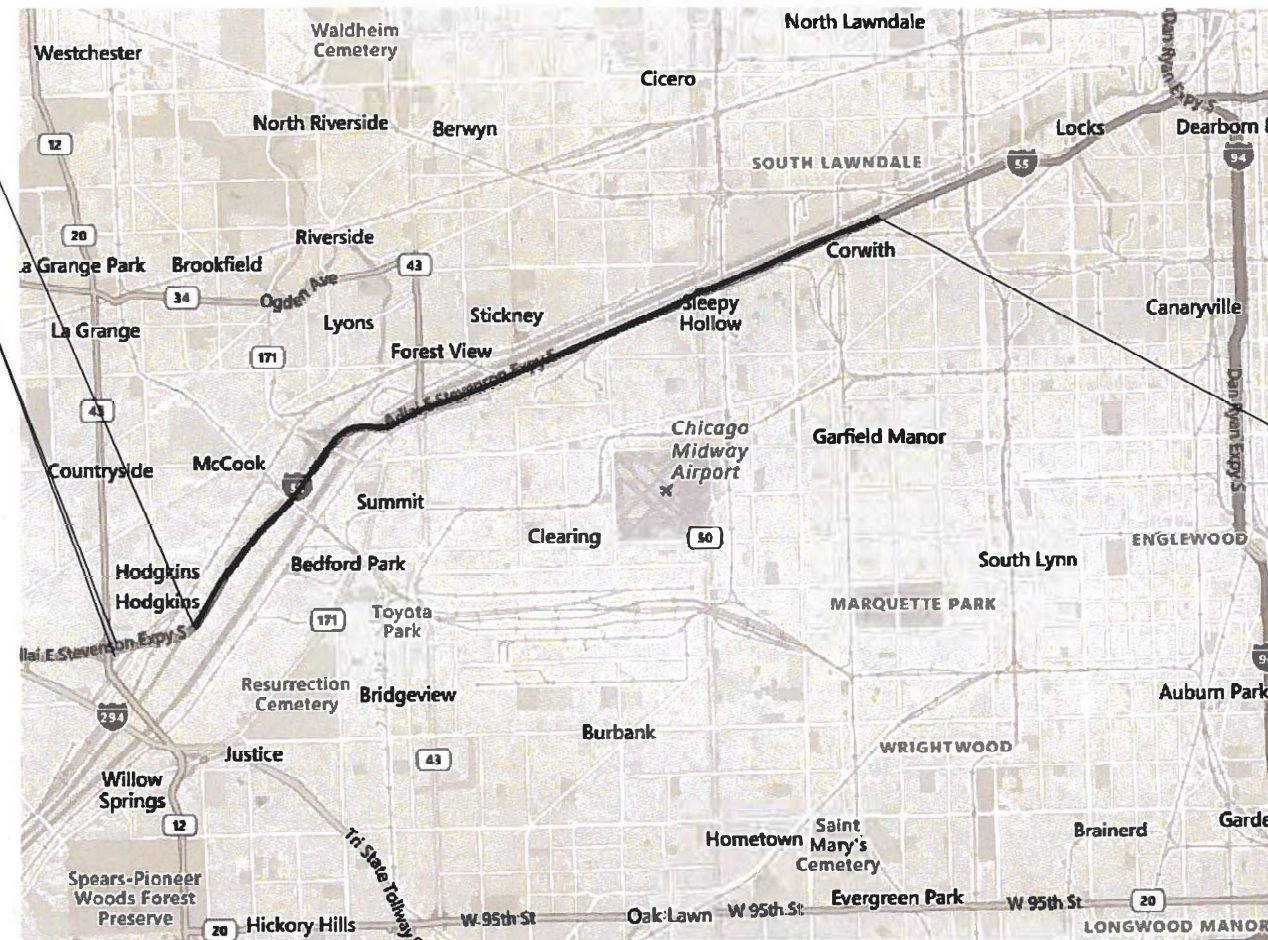 Waldheim
Cemetery
North Lawndale
Westchester
Cicero
Dan Ryan Expy S
12
North Riverside
Berwyn
Locks
Dearborn
SOUTH LAWNDALE
55
94
20
Riverside
La Grange Park
Brookfield
43
Corwith
34
Ogden Ave
La Grange
Lyons
Stickney
Sleepy
Hollow
Canaryville
171
Forest View
Adlai E Stevenson Expy S
Dan Ryan Expy S
Chicago
Midway
Airport
Garfield Manor
Countryside
McCook
Summit
Clearing
50
ENGLEWOOD
Bedford Park
South Lynn
Hodgkins
Hodgkins
171
Toyota
Park
MARQUETTE PARK
lai E Stevenson Expy S
Resurrection
Cemetery
Bridgeview
Auburn Park
294
Burbank
WRIGHTWOOD
Justice
43
Willow
Springs
12
Tri State Tollway
Hometown
Saint
Mary's
Cemetery
Brainerd
Garde
Spears-Pioneer
Woods Forest
Preserve
Evergreen Park
W 95th St
20
20
Hickory Hills
W 95th St
Oak Lawn
W 95th St
LONGWOOD MANOR